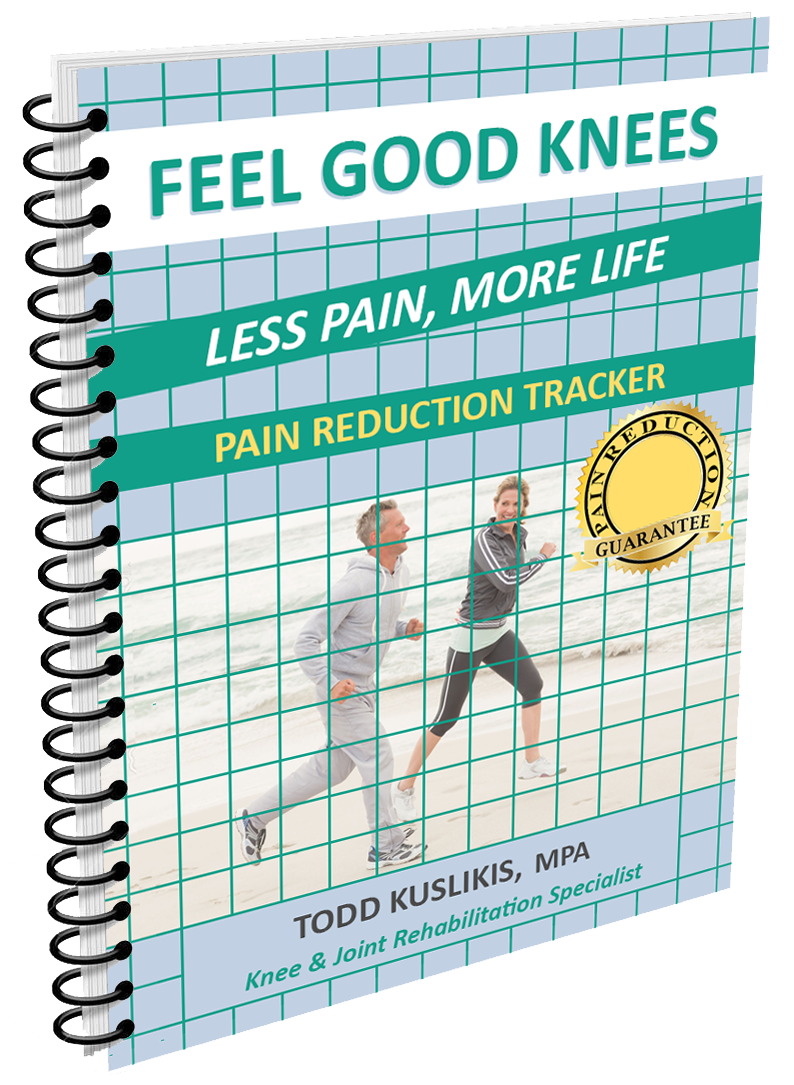 FEEL GOOD KNEES
LESS PAIN, MORE LIFE
PAIN REDUCTION TRACKER
PAIN REDUCTION
GUARANTEE
TODD KUSLIKIS, MPA
Knee & Joint Rehabilitation Specialist